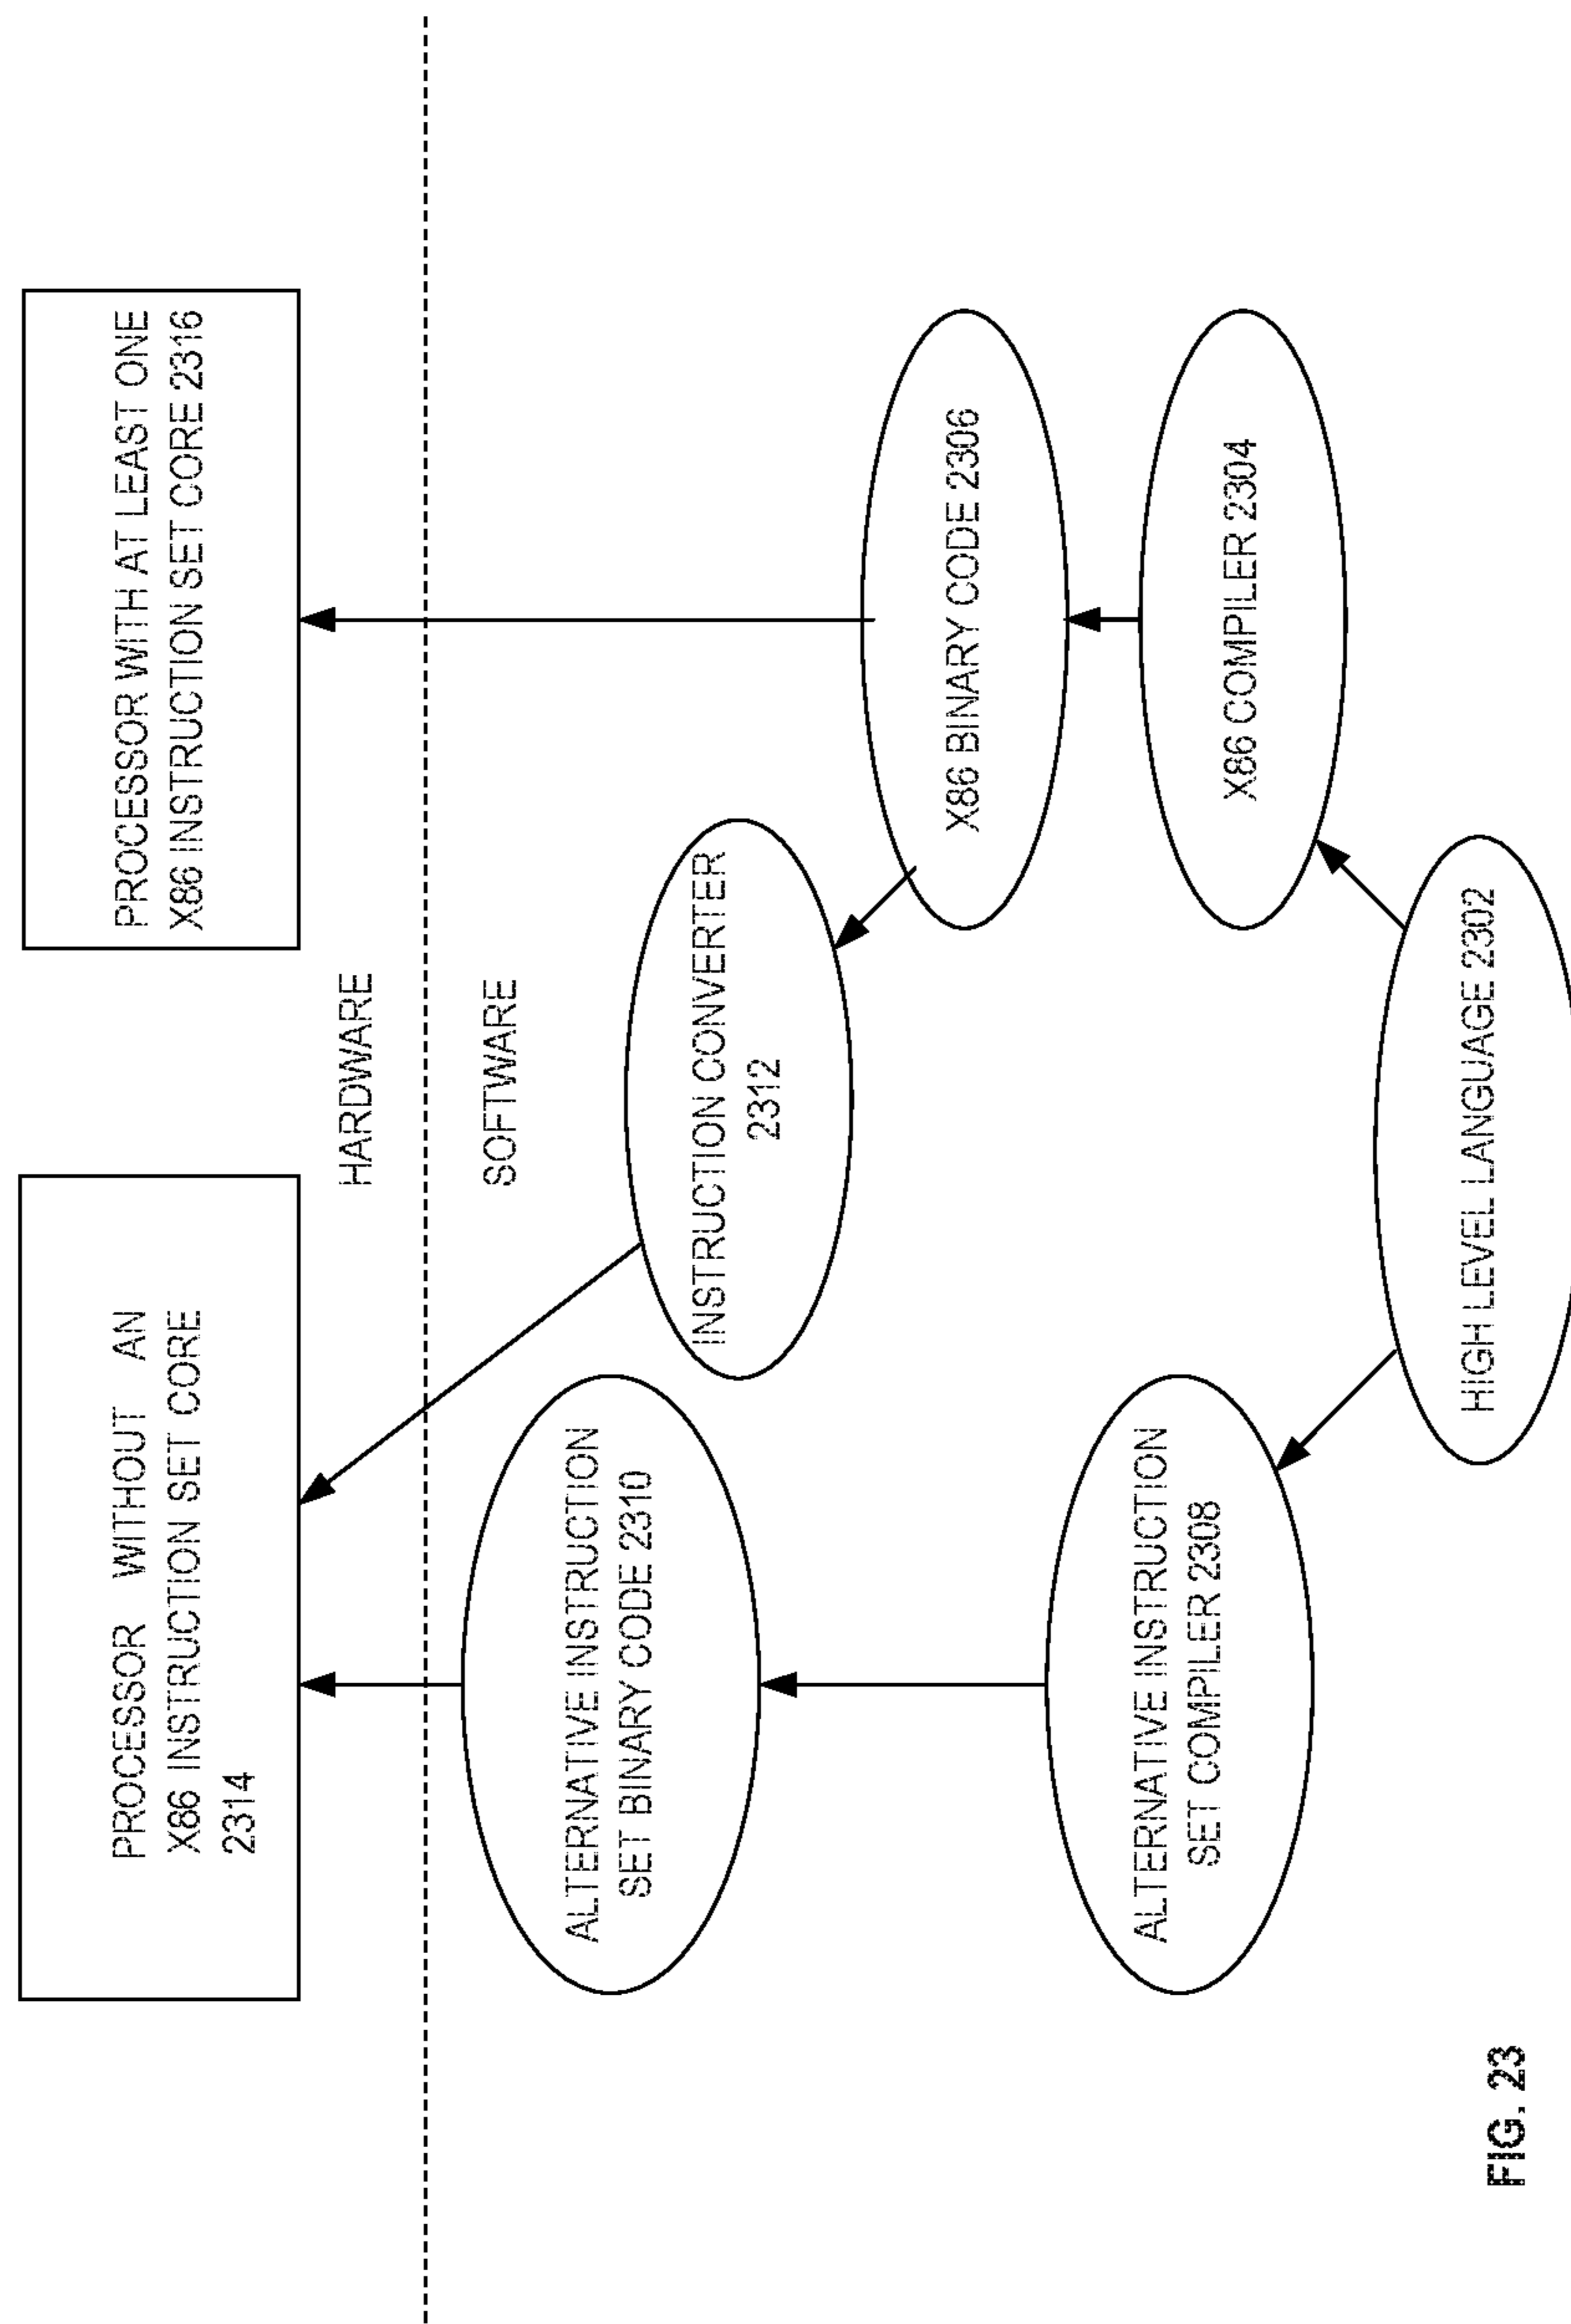 PROCESSOR WITHOUT AN
X86 INSTRUCTION SET CORE
2314
PROCESSOR WITH AT LEAST ONE
X86 INSTRUCTION SET CORE 2316
HARDWARE
SOFTWARE
ALTERNATIVE INSTRUCTION
SET BINARY CODE 2310
INSTRUCTION CONVERTER
2312
X86 BINARY CODE 2306
ALTERNATIVE INSTRUCTION
SET COMPILER 2308
X86 COMPILER 2304
HIGH LEVEL LANGUAGE 2302
FIG. 23